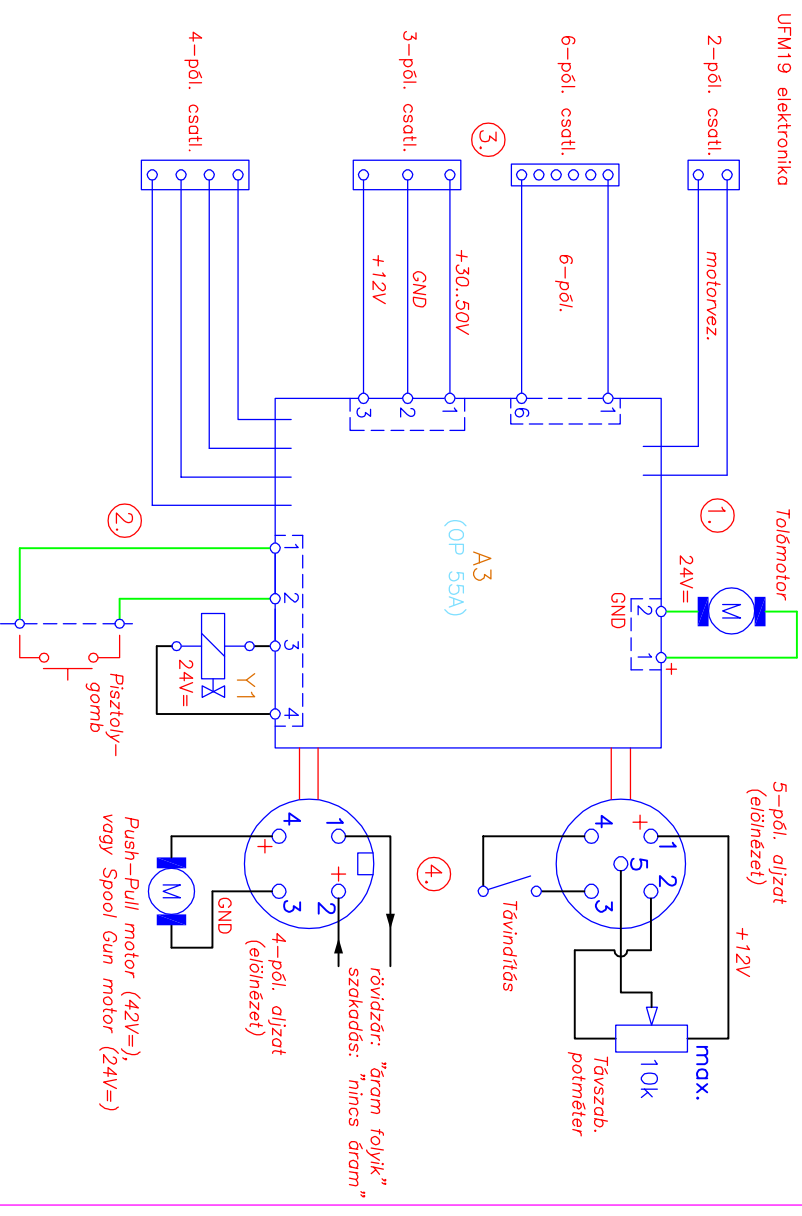 UFM19 elektronika
2-pól. csatl.
6-pól. csatl.
3-pól. csatl.
4-pól. csatl.
3.
motorvez.
6-pól.
+30..50V
GND
+12V
1
6
1
2
3
1.
Tolómotor
24V=
M
GND
2
1
+
A3
(OP 55A)
2.
1
2
3
4
Y1
24V=
Pisztoly-
gomb
5-pól. aljzat
(elölnézet)
+12V
+
1
2
5
4
3
Távindítás
max.
10k
Távszab.
potméter
4.
1
2
+
4
+
3
4-pól. aljzat
(elölnézet)
rövidzár: "áram folyik"
szakadás: "nincs áram"
M
GND
Push-Pull motor (42V=),
vagy Spool Gun motor (24V=)